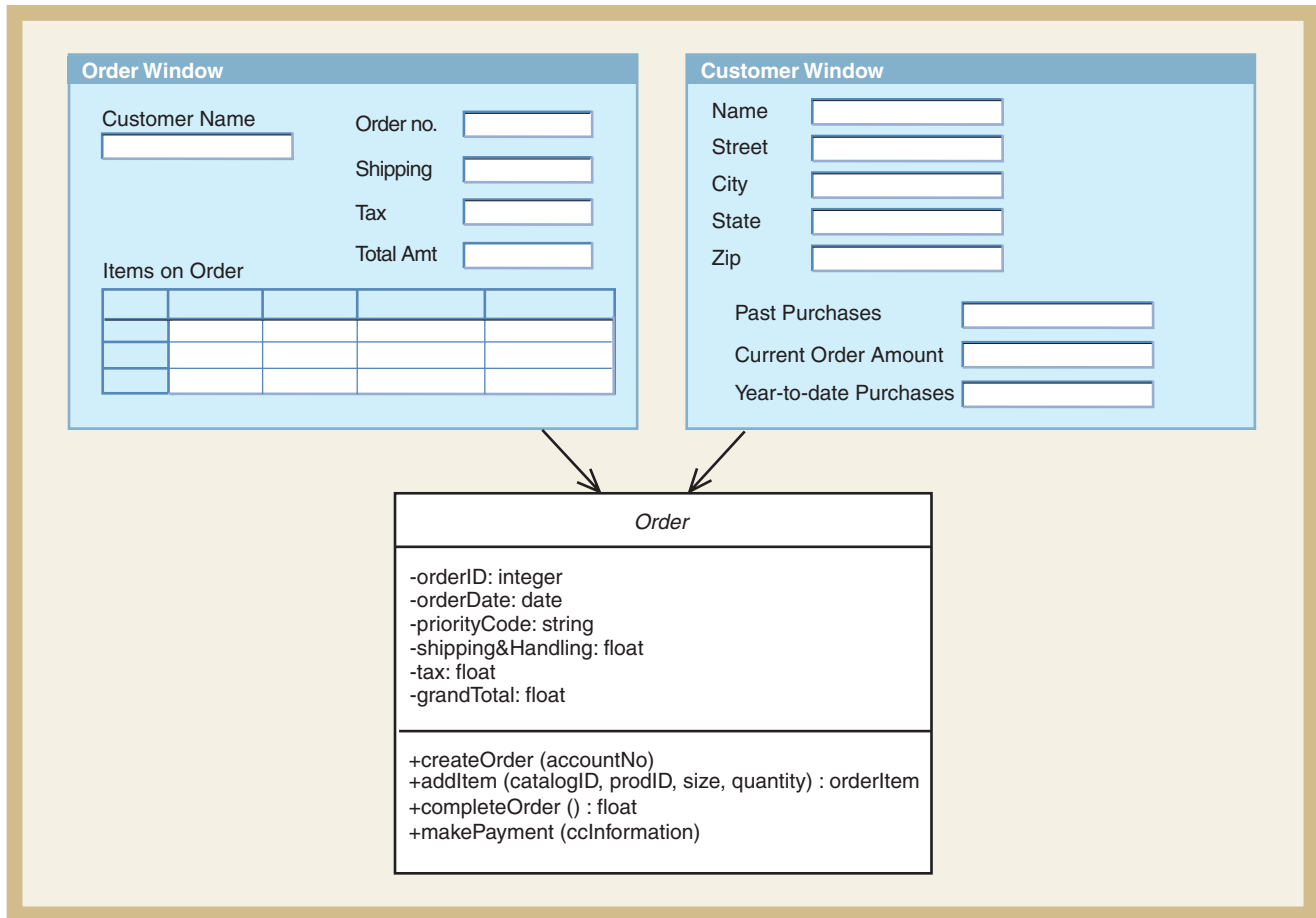 Order Window
Customer Name
Order no.
Shipping
Tax
Total Amt
Items on Order
Customer Window
Name
Street
City
State
Zip
Past Purchases
Current Order Amount
Year-to-date Purchases
Order
-orderID: integer
-orderDate: date
-priorityCode: string
-shipping&Handling: float
-tax: float
-grandTotal: float
+createOrder (accountNo)
+addItem (catalogID, prodID, size, quantity) : orderItem
+completeOrder () : float
+makePayment (ccInformation)